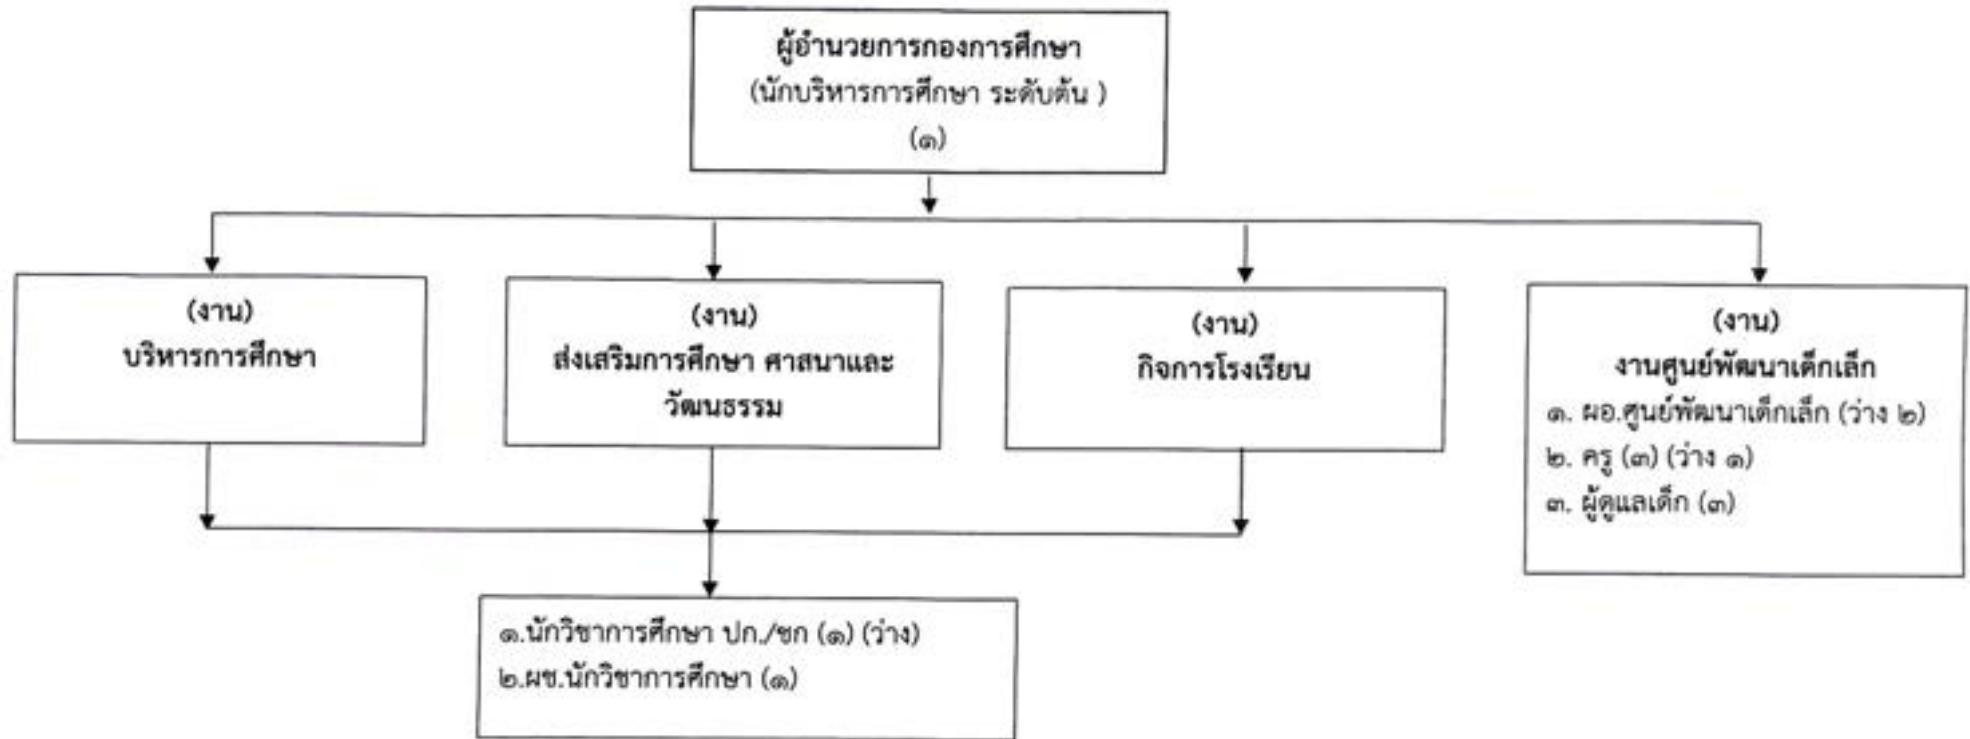 ผู้อำนวยการกองการศึกษา
(นักบริหารการศึกษา ระดับต้น )
(๑)
(งาน)
บริหารการศึกษา
(งาน)
ส่งเสริมการศึกษา ศาสนาและ
วัฒนธรรม
(งาน)
กิจการโรงเรียน
(งาน)
งานศูนย์พัฒนาเด็กเล็ก
๑. ผอ.ศูนย์พัฒนาเด็กเล็ก (ว่าง ๒)
๒. ครู (๓) (ว่าง ๑)
๓. ผู้ดูแลเด็ก (๓)
๑.นักวิชาการศึกษา ปก./ชก (๑) (ว่าง)
๒.ผช.นักวิชาการศึกษา (๑)